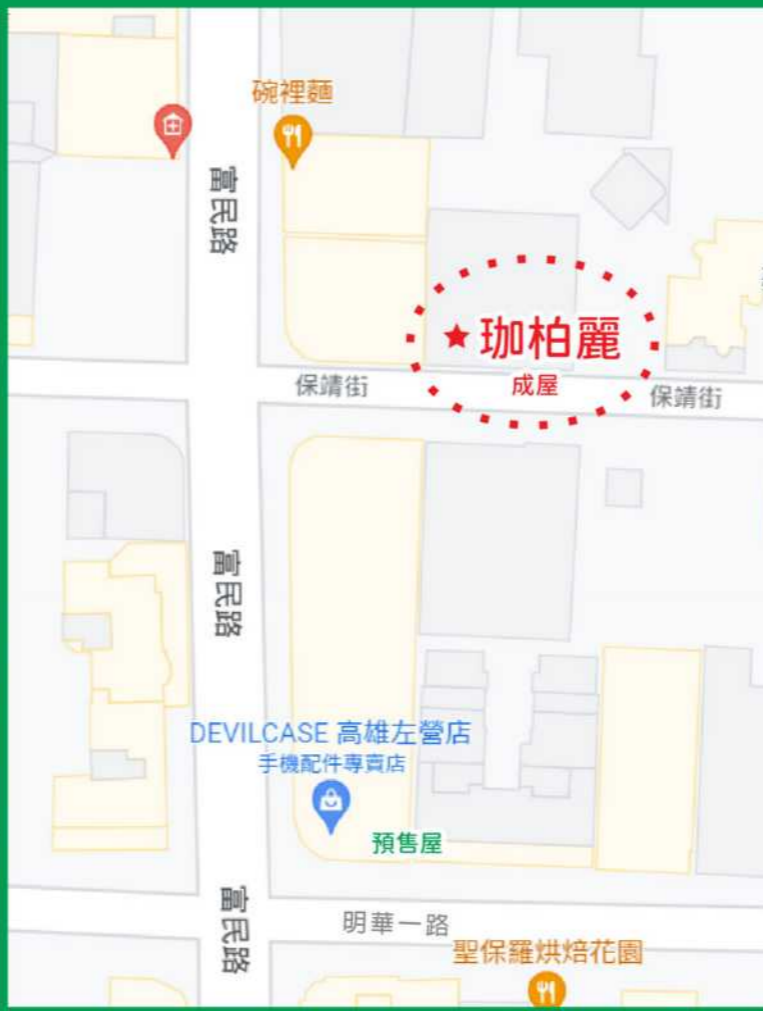 碗裡麵
富民路
珈柏麗
成屋
保靖街
保靖街
富民路
DEVILCASE 高雄左營店
手機配件專賣店
預售屋
富民路
明華一路
聖保羅烘焙花園